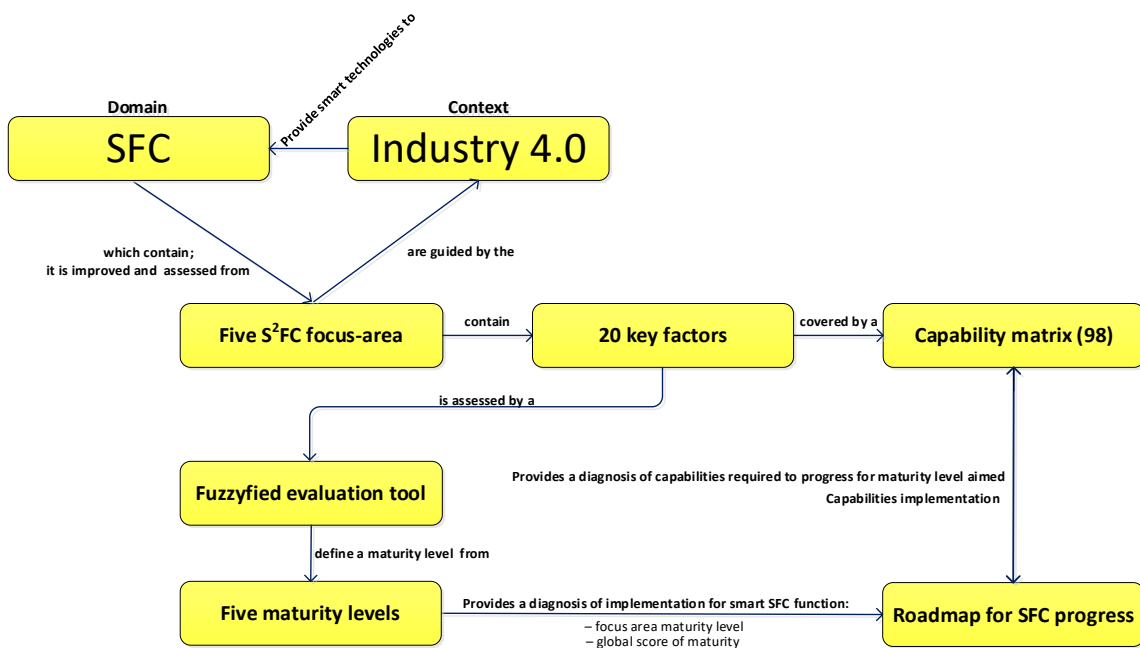 Provide smart technologies to
Domain
Context
SFC
Industry 4.0
which contain;
it is improved and assessed from
are guided by the
Five S²FC focus-area
contain
20 key factors
covered by a
Capability matrix (98)
is assessed by a
Fuzzyfied evaluation tool
Provides a diagnosis of capabilities required to progress for maturity level aimed
Capabilities implementation
define a maturity level from
Five maturity levels
Provides a diagnosis of implementation for smart SFC function:
– focus area maturity level
– global score of maturity
Roadmap for SFC progress